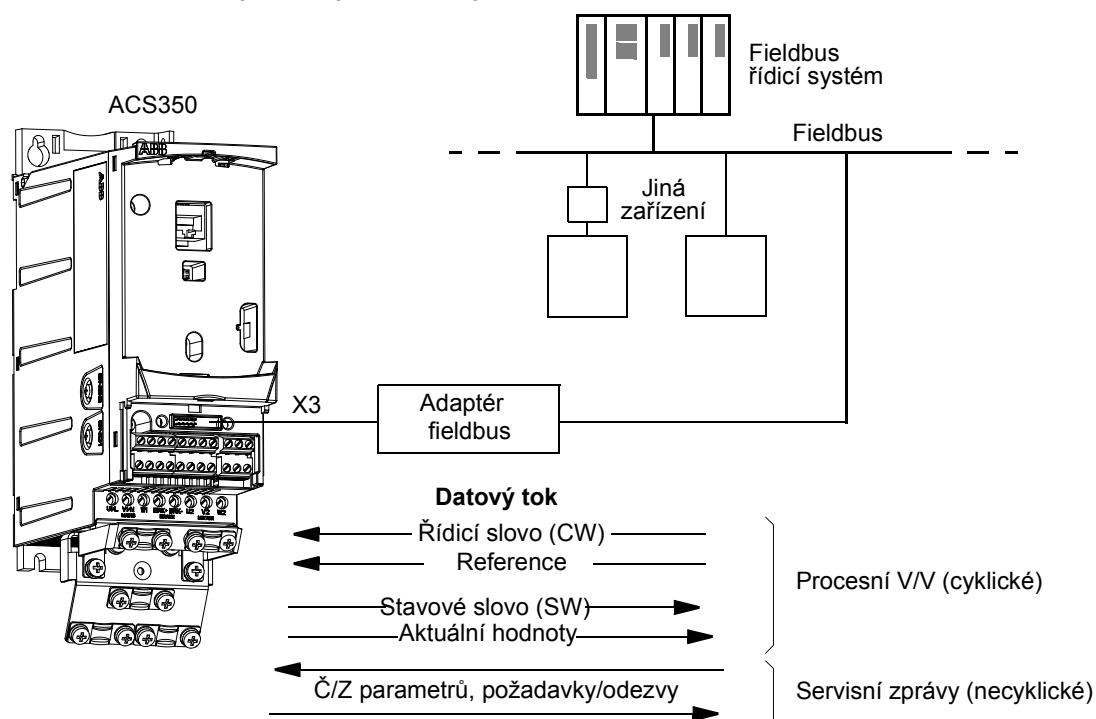 Fieldbus
řídicí systém
ACS350
Fieldbus
Jiná
zařízení
ABB
X3
Adaptér
fieldbus
Datový tok
Řídicí slovo (CW)
Reference
Stavové slovo (SW)
Aktuální hodnoty
Procesní V/V (cyklické)
Č/Z parametrů, požadavky/odezvy
Servisní zprávy (necyklické)